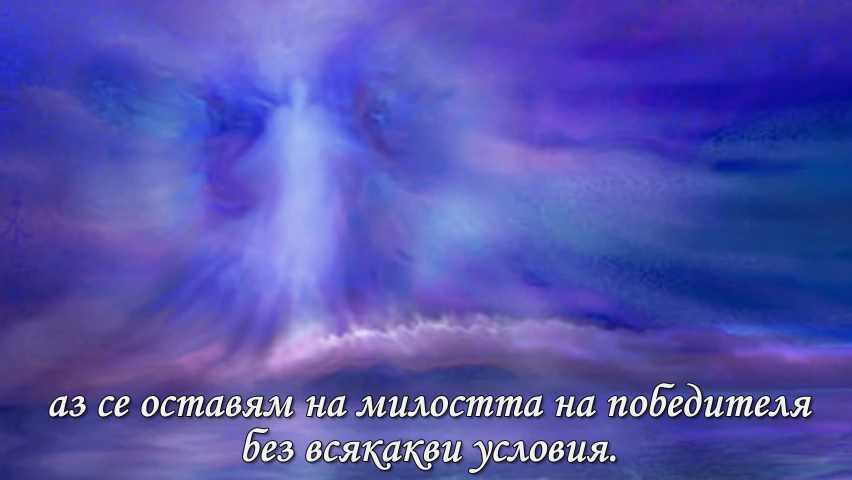 аз се оставям на милостта на победителя
без всякакви условия.